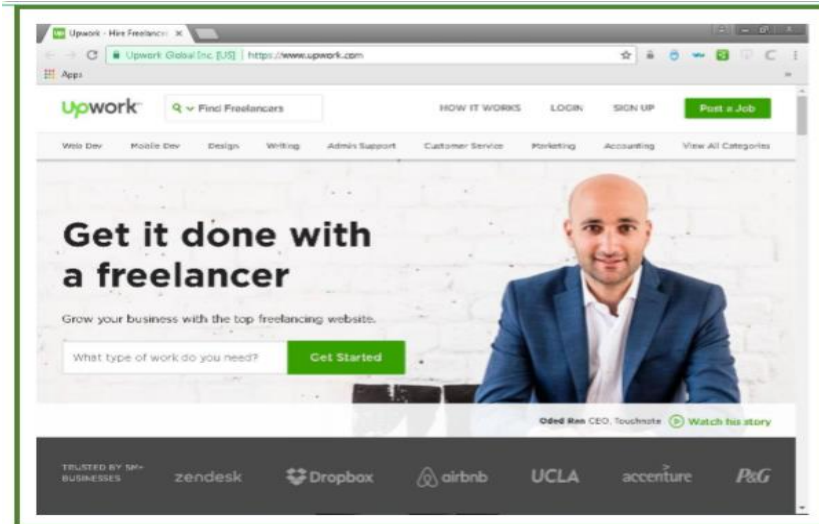 Upwork - Hire Freelancers
Upwork Global Inc. [US] https://www.upwork.com
Apps
Upwork
Find Freelancers
HOW IT WORKS LOGIN SIGN UP Post a Job
Web Dev Mobile Dev Design Writing Admin Support Customer Service Marketing Accounting View All Categories
Get it done with
a freelancer
Grow your business with the top freelancing website.
What type of work do you need? Get Started
Oded Ran CEO, Touchnote Watch his story
TRUSTED BY 5M+
BUSINESSES
zendesk Dropbox airbnb UCLA accenture P&G